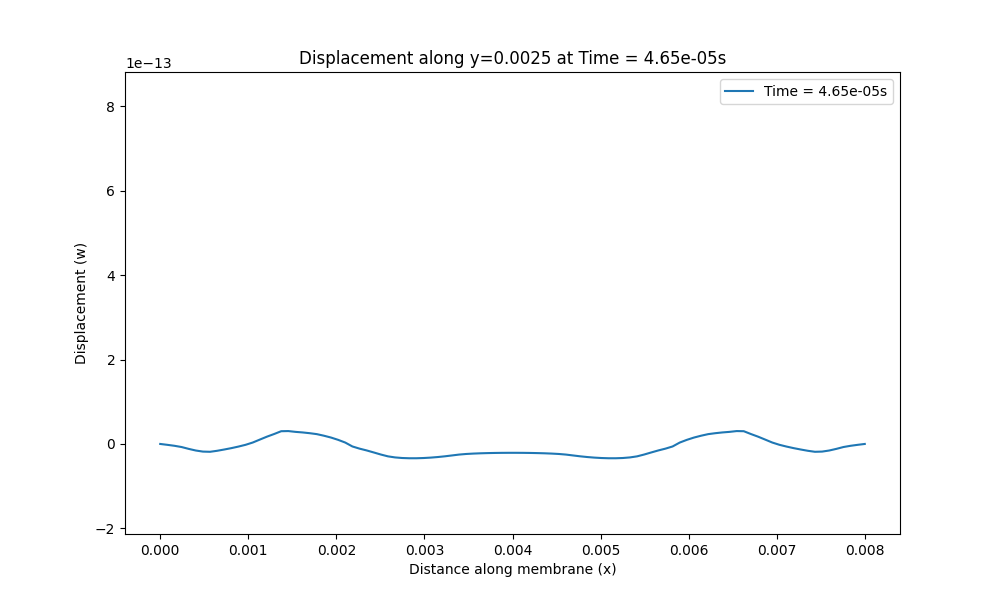 Displacement along y=0.0025 at Time = 4.65e-05s
1e−13
Time = 4.65e-05s
8
6
4
2
0
−2
Displacement (w)
0.000 0.001 0.002 0.003 0.004 0.005 0.006 0.007 0.008
Distance along membrane (x)